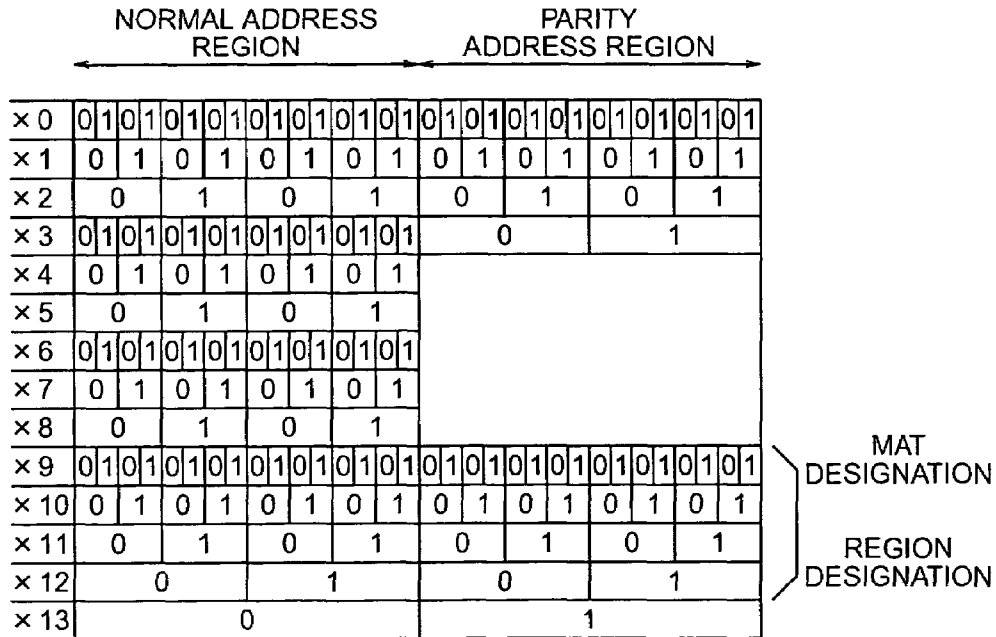 NORMAL ADDRESS
REGION
PARITY
ADDRESS REGION
×0 0 1 0 1 0 1 0 1 0 1 0 1 0 1 0 1 0 1 0 1 0 1 0 1 0 1 0 1 0 1 0 1
×1 0 1 0 1 0 1 0 1 0 1 0 1 0 1 0 1
×2 0 1 0 1 0 1 0 1
×3 0 1 0 1 0 1 0 1 0 1 0 1 0 1 0 1 0 1
×4 0 1 0 1 0 1 0 1
×5 0 1 0 1
×6 0 1 0 1 0 1 0 1 0 1 0 1 0 1 0 1
×7 0 1 0 1 0 1 0 1
×8 0 1 0 1
×9 0 1 0 1 0 1 0 1 0 1 0 1 0 1 0 1 0 1 0 1 0 1 0 1 0 1 0 1 0 1 0 1
×10 0 1 0 1 0 1 0 1 0 1 0 1 0 1 0 1
×11 0 1 0 1 0 1 0 1
×12 0 1 0 1
×13 0 1
MAT
DESIGNATION
REGION
DESIGNATION